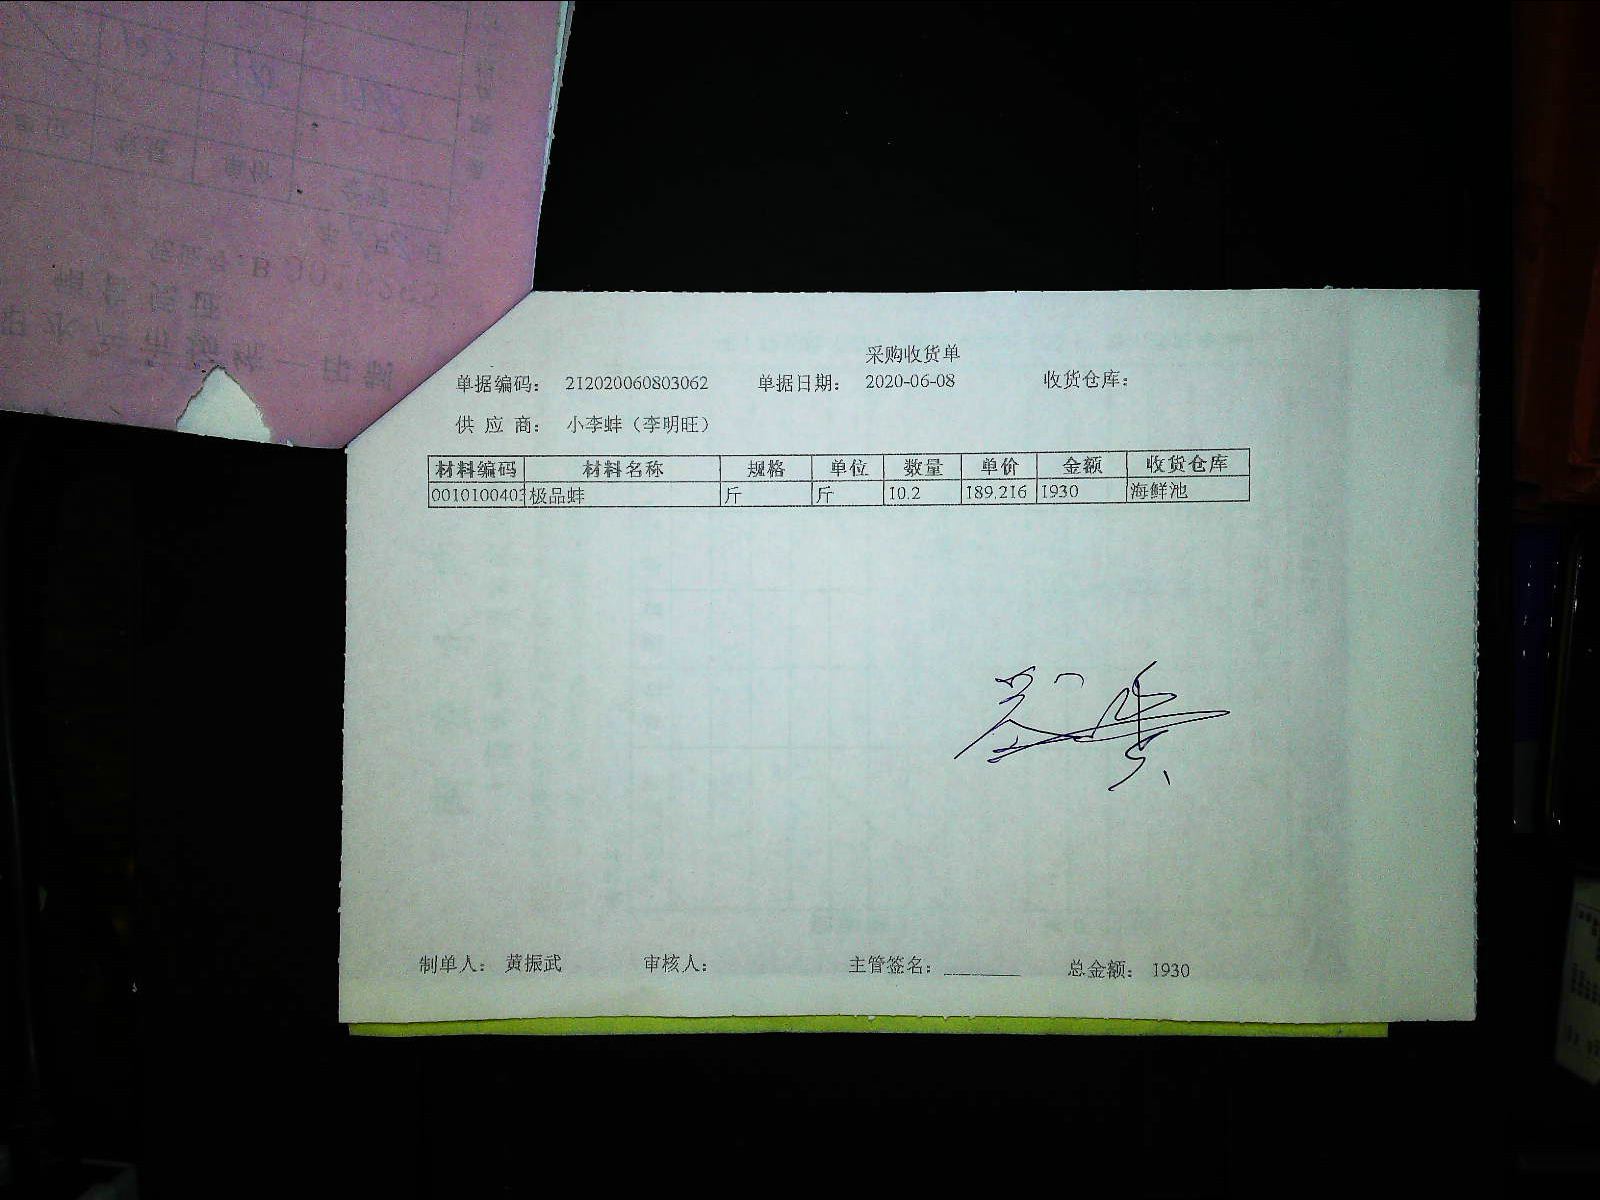 采购收货单
单据编码： 212020060803062 单据日期： 2020-06-08 收货仓库：
供 应 商： 小李蚌（李明旺）
材料编码 材料名称 规格 单位 数量 单价 金额 收货仓库
0010100403 极品蚌 斤 斤 10.2 189.216 1930 海鲜池
制单人： 黄振武 审核人： 主管签名：________ 总金额： 1930